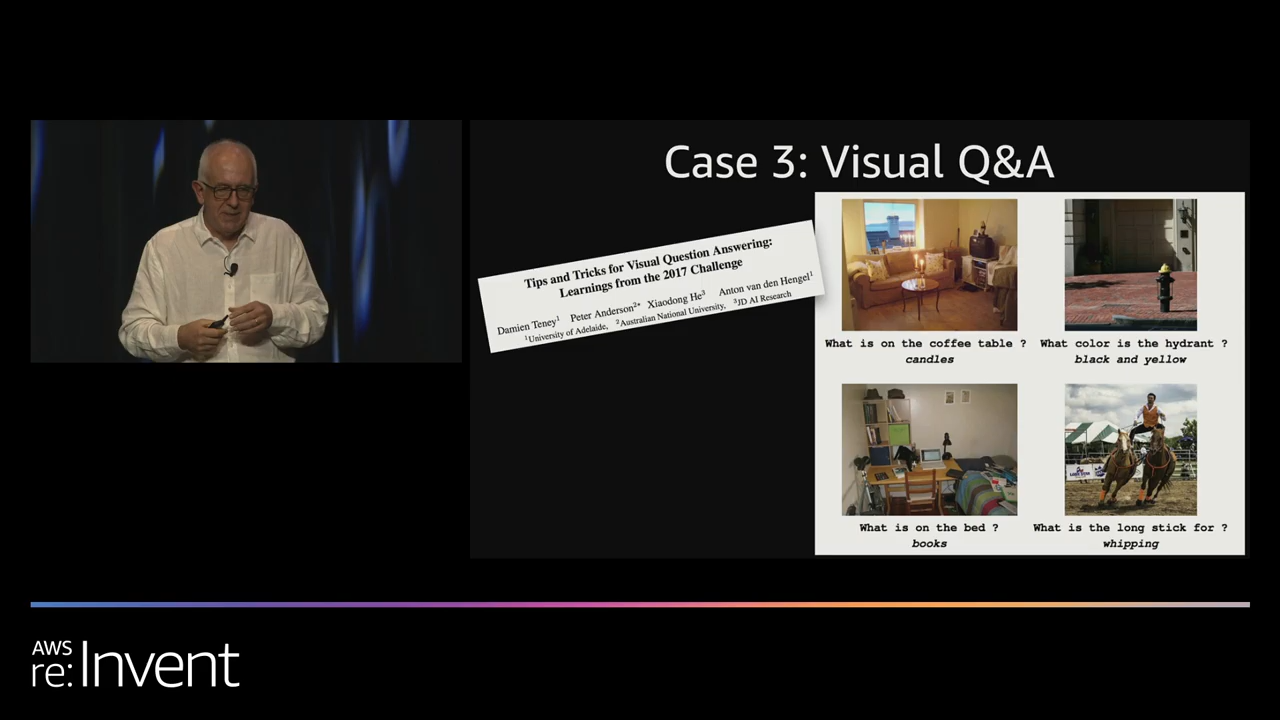 Case 3: Visual Q&A
Tips and Tricks for Visual Question Answering:
Learnings from the 2017 Challenge
Damien Teney¹ Peter Anderson²* Xiaodong He³ Anton van den Hengel¹
¹University of Adelaide, ²Australian National University, ³JD AI Research
What is on the coffee table ?
candles
What color is the hydrant ?
black and yellow
What is on the bed ?
books
What is the long stick for ?
whipping
AWS
re:Invent